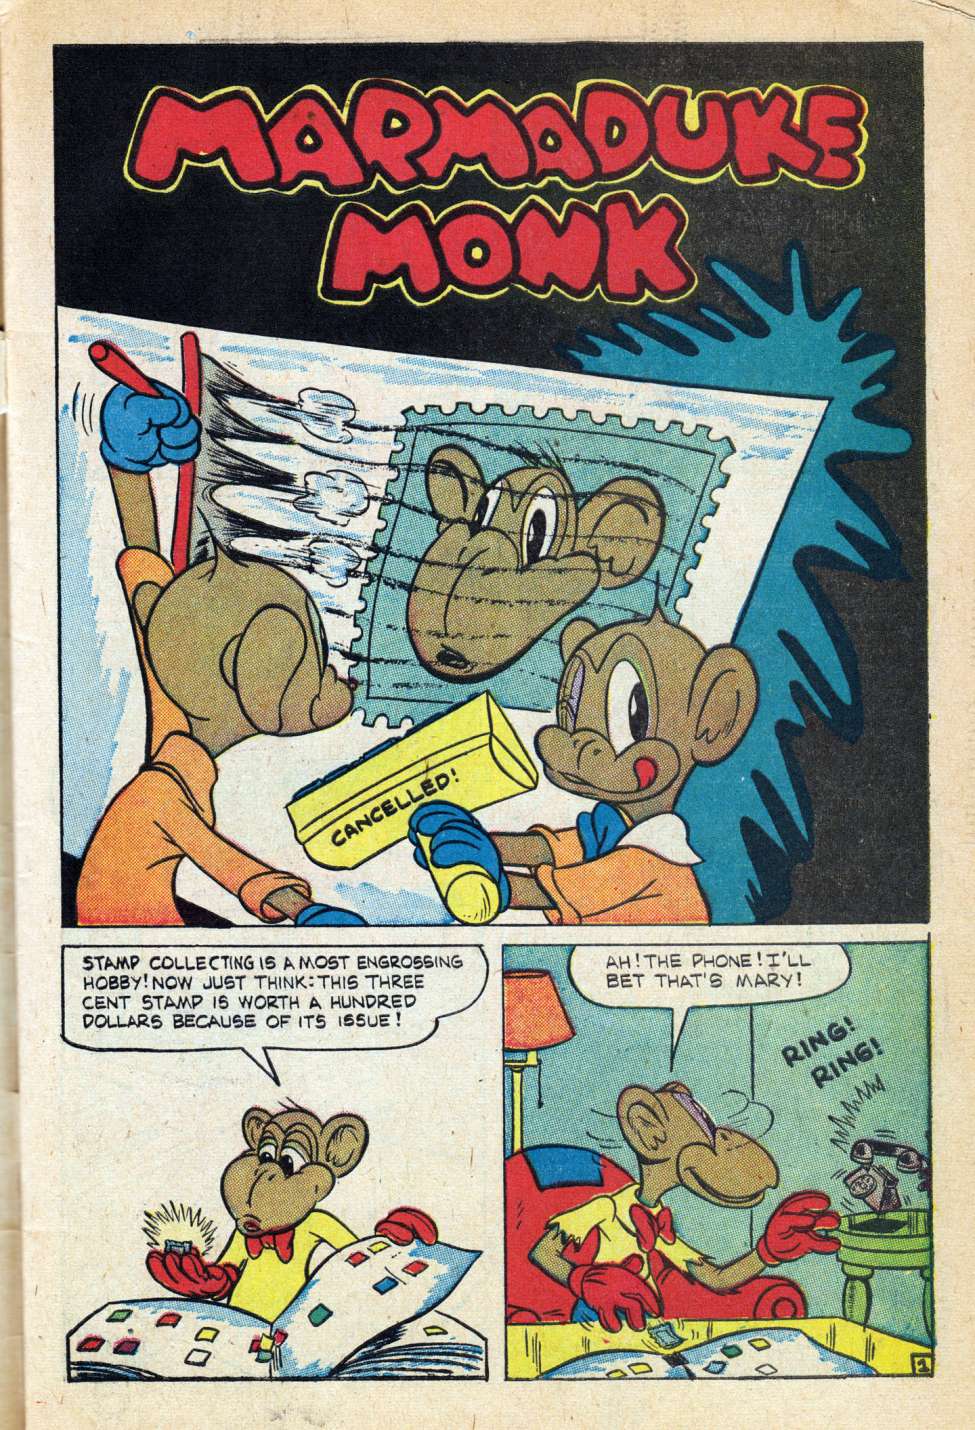 MARMADUKE
MONK
CANCELLED!
STAMP COLLECTING IS A MOST ENGROSSING
HOBBY! NOW JUST THINK: THIS THREE
CENT STAMP IS WORTH A HUNDRED
DOLLARS BECAUSE OF ITS ISSUE!
AH! THE PHONE! I'LL
BET THAT'S MARY!
RING!
RING!
1